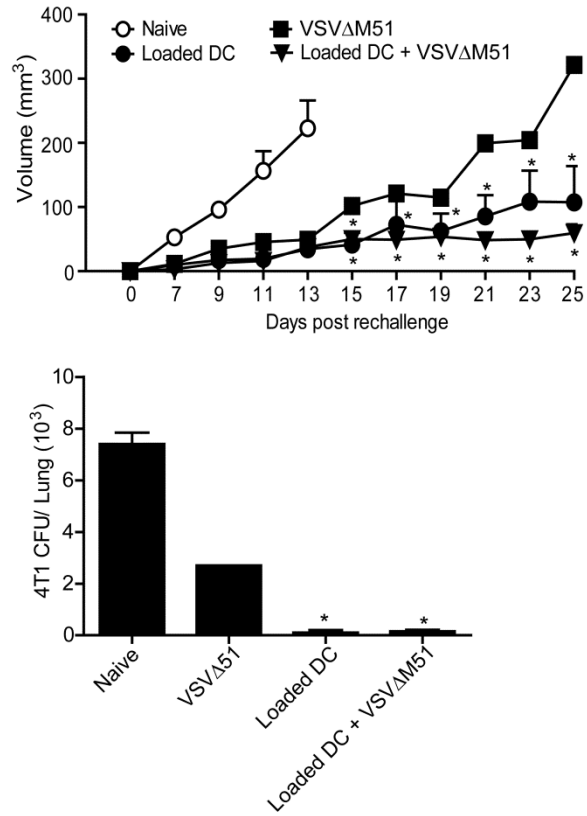 400
300
200
100
0
Volume (mm3)
Naive
VSVΔM51
Loaded DC
Loaded DC + VSVΔM51
*
*
*
*
*
*
*
*
*
*
*
*
0 7 9 11 13 15 17 19 21 23 25
Days post rechallenge
10
8
6
4
2
0
4T1 CFU/ Lung (103)
*
*
Naive
VSVΔ51
Loaded DC
Loaded DC + VSVΔM51